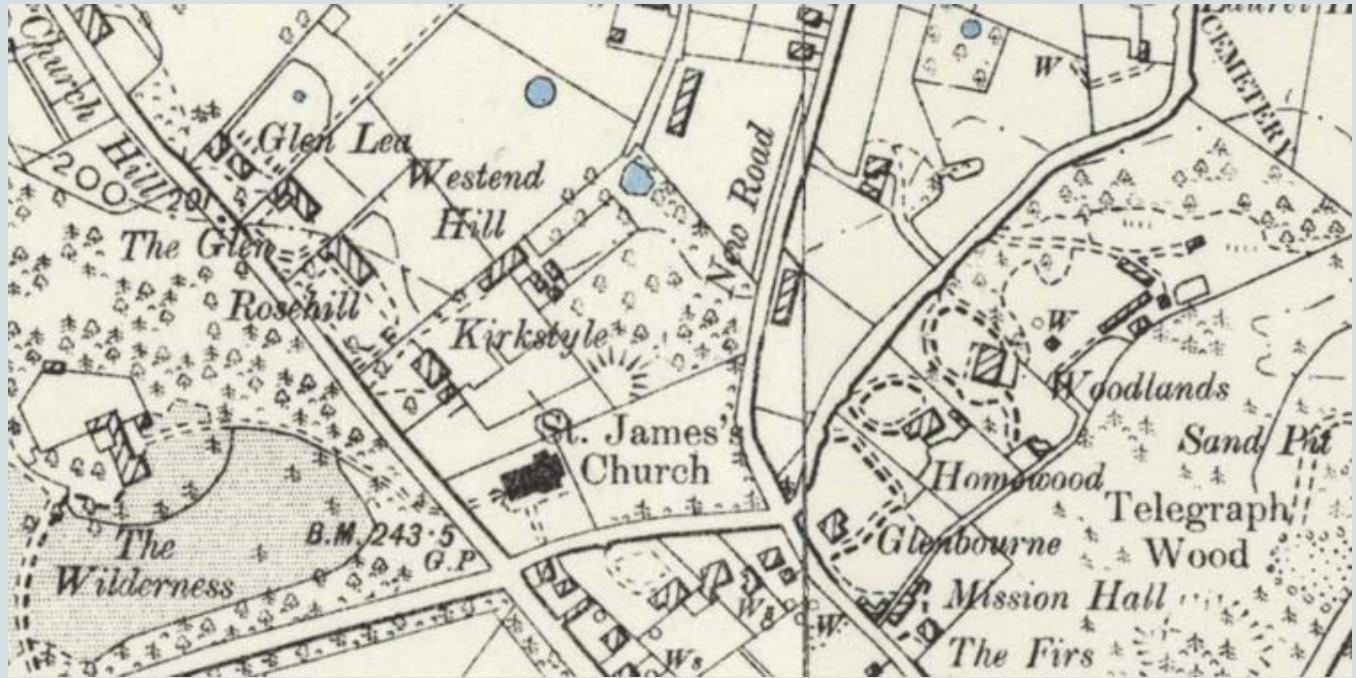 Church Hill
CEMETERY
W
Glen Lea
200
201
Westend
Hill
New Road
The Glen
Rosehill
Kirkstyle
W
Woodlands
St. James's
Church
Sand Pit
Homewood
Telegraph
Wood
B.M. 243·5
G.P
The
Wilderness
Glenbourne
Mission Hall
W
Ws
The Firs